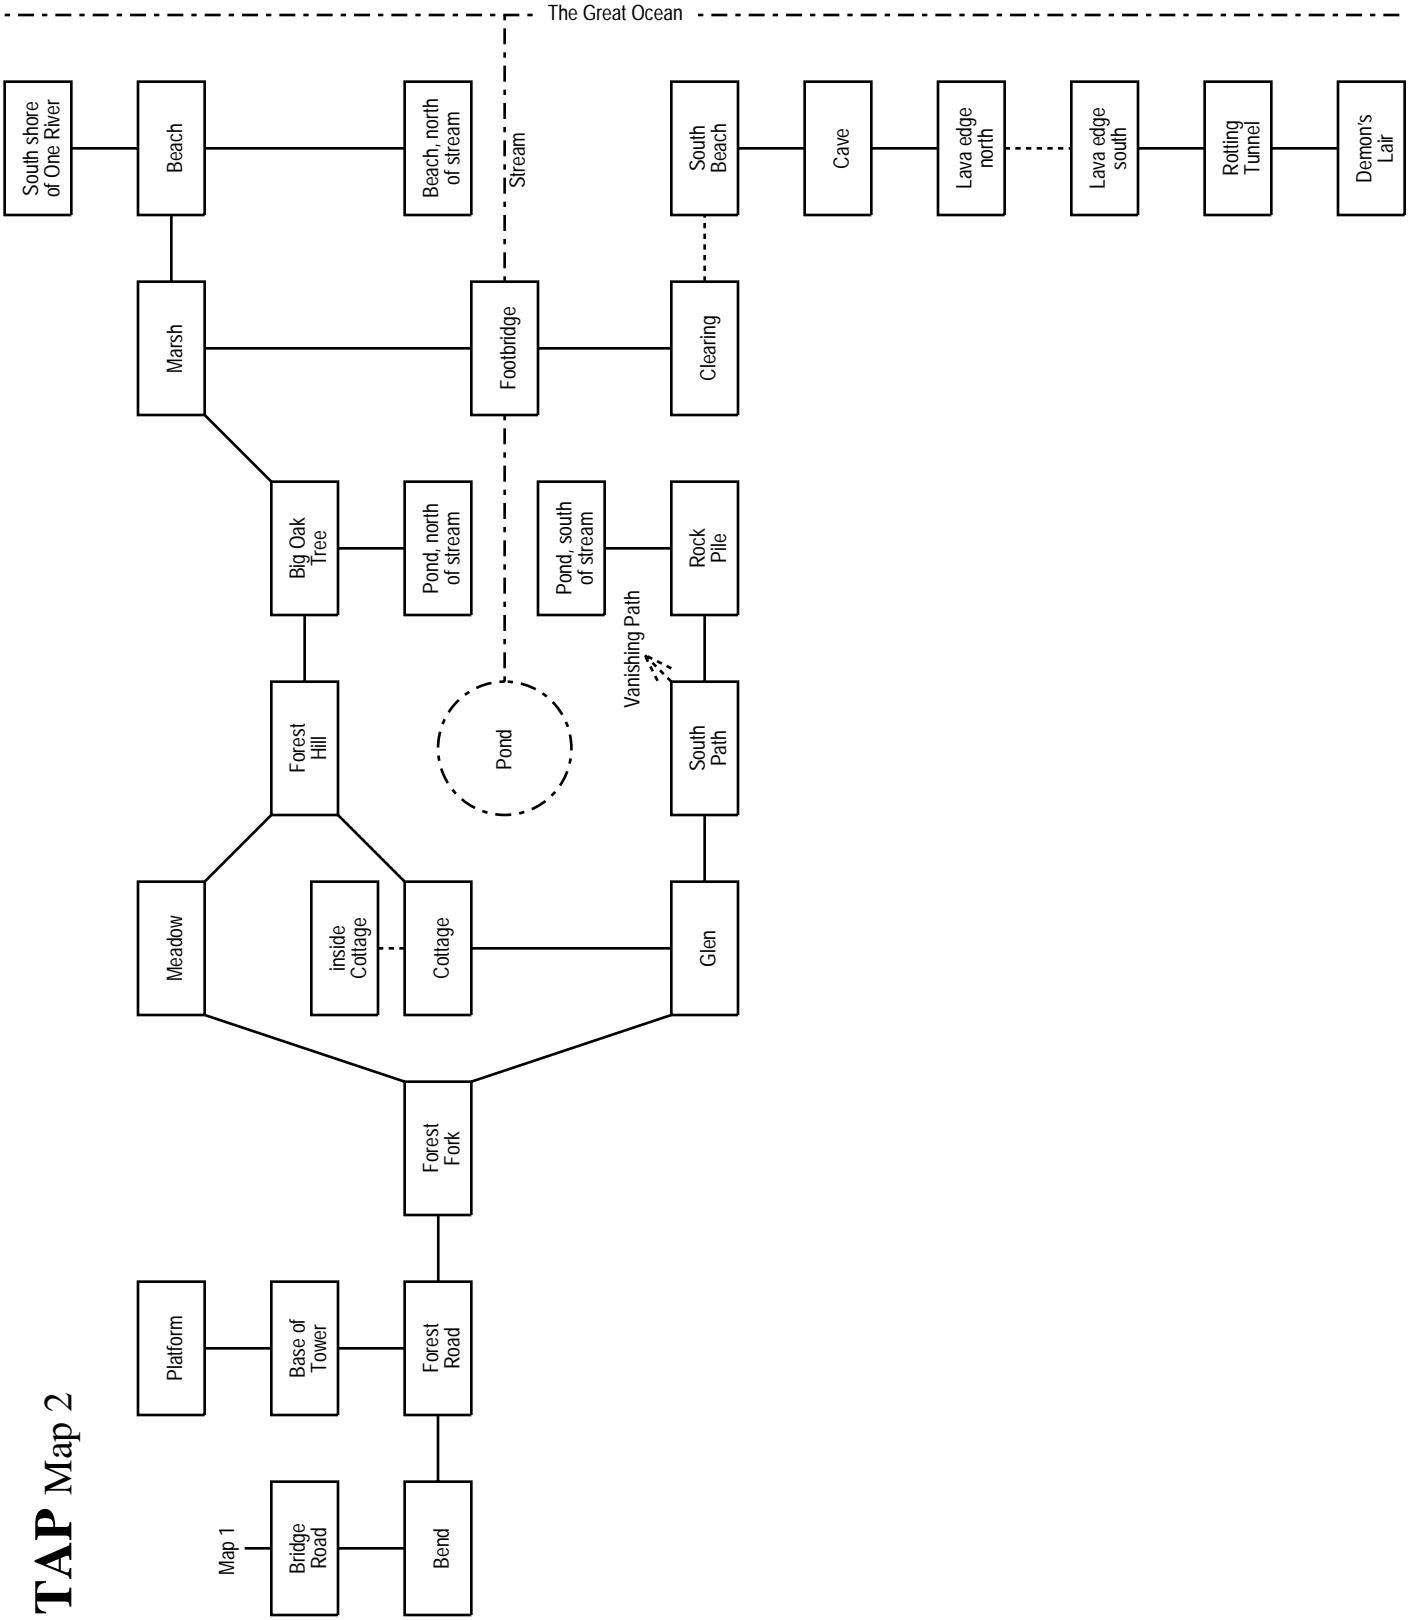 TAP Map 2
South shore
of One River
Beach
Beach, north
of stream
Marsh
Footbridge
Stream
South
Beach
Clearing
Cave
Lava edge
north
Lava edge
south
Rotting
Tunnel
Demon's
Lair
The Great Ocean
Big Oak
Tree
Pond, north
of stream
Pond, south
of stream
Rock
Pile
Vanishing Path
Forest
Hill
Pond
South
Path
Meadow
inside
Cottage
Cottage
Glen
Forest
Fork
Platform
Base of
Tower
Forest
Road
Map 1
Bridge
Road
Bend